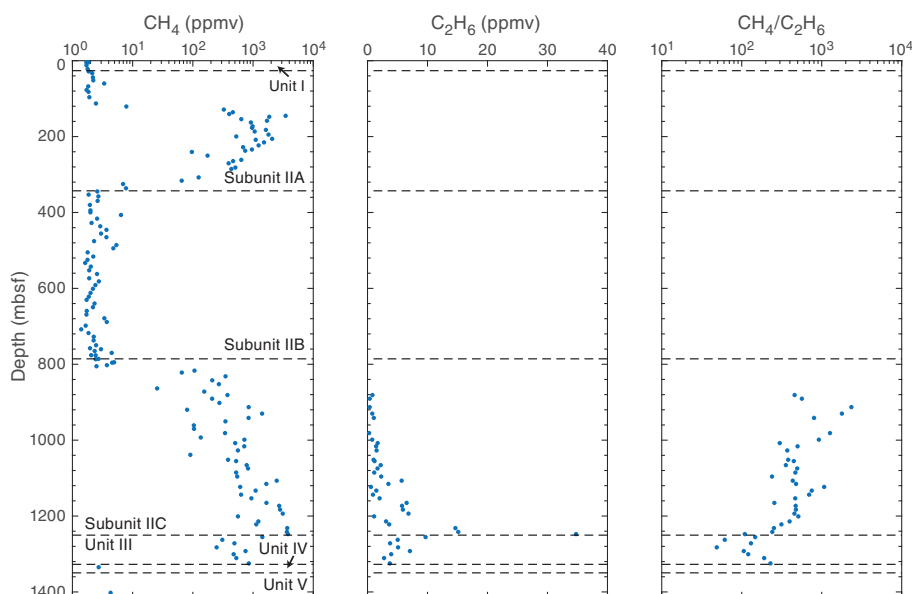 CH4 (ppmv) C2H6 (ppmv) CH4/C2H6
10^0 10^1 10^2 10^3 10^4 0 10 20 30 40 10^1 10^2 10^3 10^4
0
Unit I
200
Subunit IIA
400
600
Depth (mbsf)
Subunit IIB
800
1000
1200
Subunit IIC
Unit III Unit IV
Unit V
1400